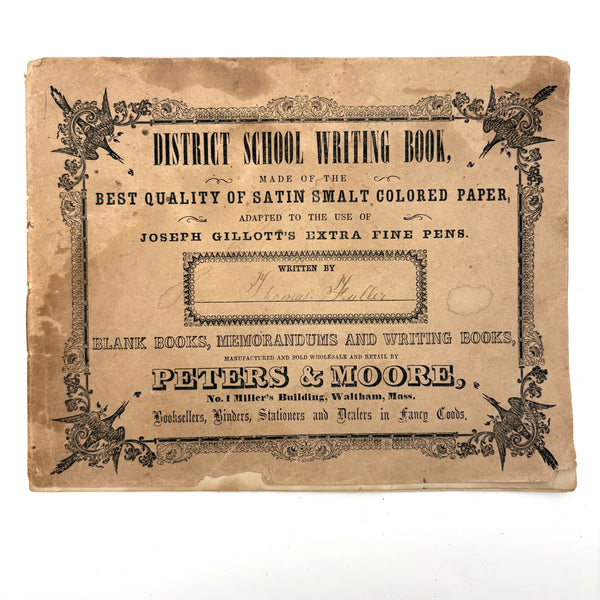 DISTRICT SCHOOL WRITING BOOK,
MADE OF THE
BEST QUALITY OF SATIN SMALT COLORED PAPER,
ADAPTED TO THE USE OF
JOSEPH GILLOTT'S EXTRA FINE PENS.
WRITTEN BY
Thomas Fuller
BLANK BOOKS, MEMORANDUMS AND WRITING BOOKS,
MANUFACTURED AND SOLD WHOLESALE AND RETAIL BY
PETERS & MOORE,
No. 1 Miller's Building, Waltham, Mass.
Booksellers, Binders, Stationers and Dealers in Fancy Goods.